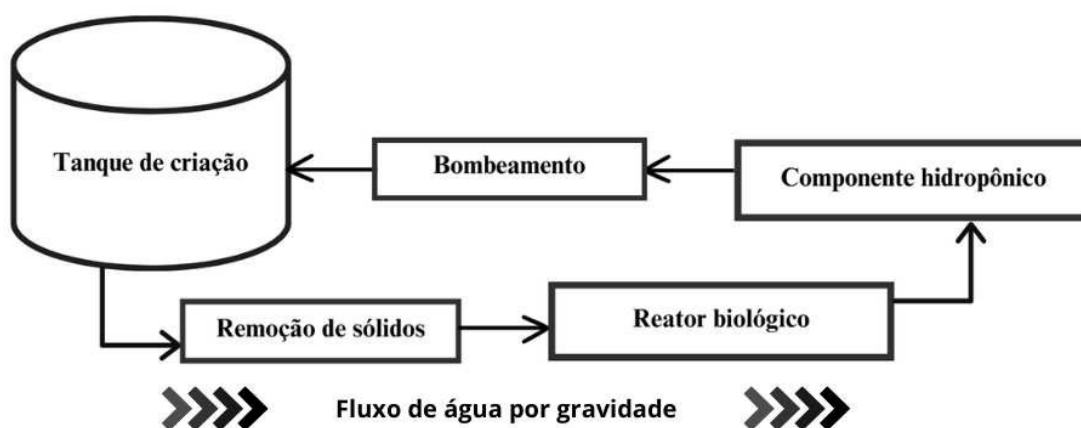 Tanque de criação
Bombeamento
Componente hidropônico
Remoção de sólidos
Reator biológico
Fluxo de água por gravidade